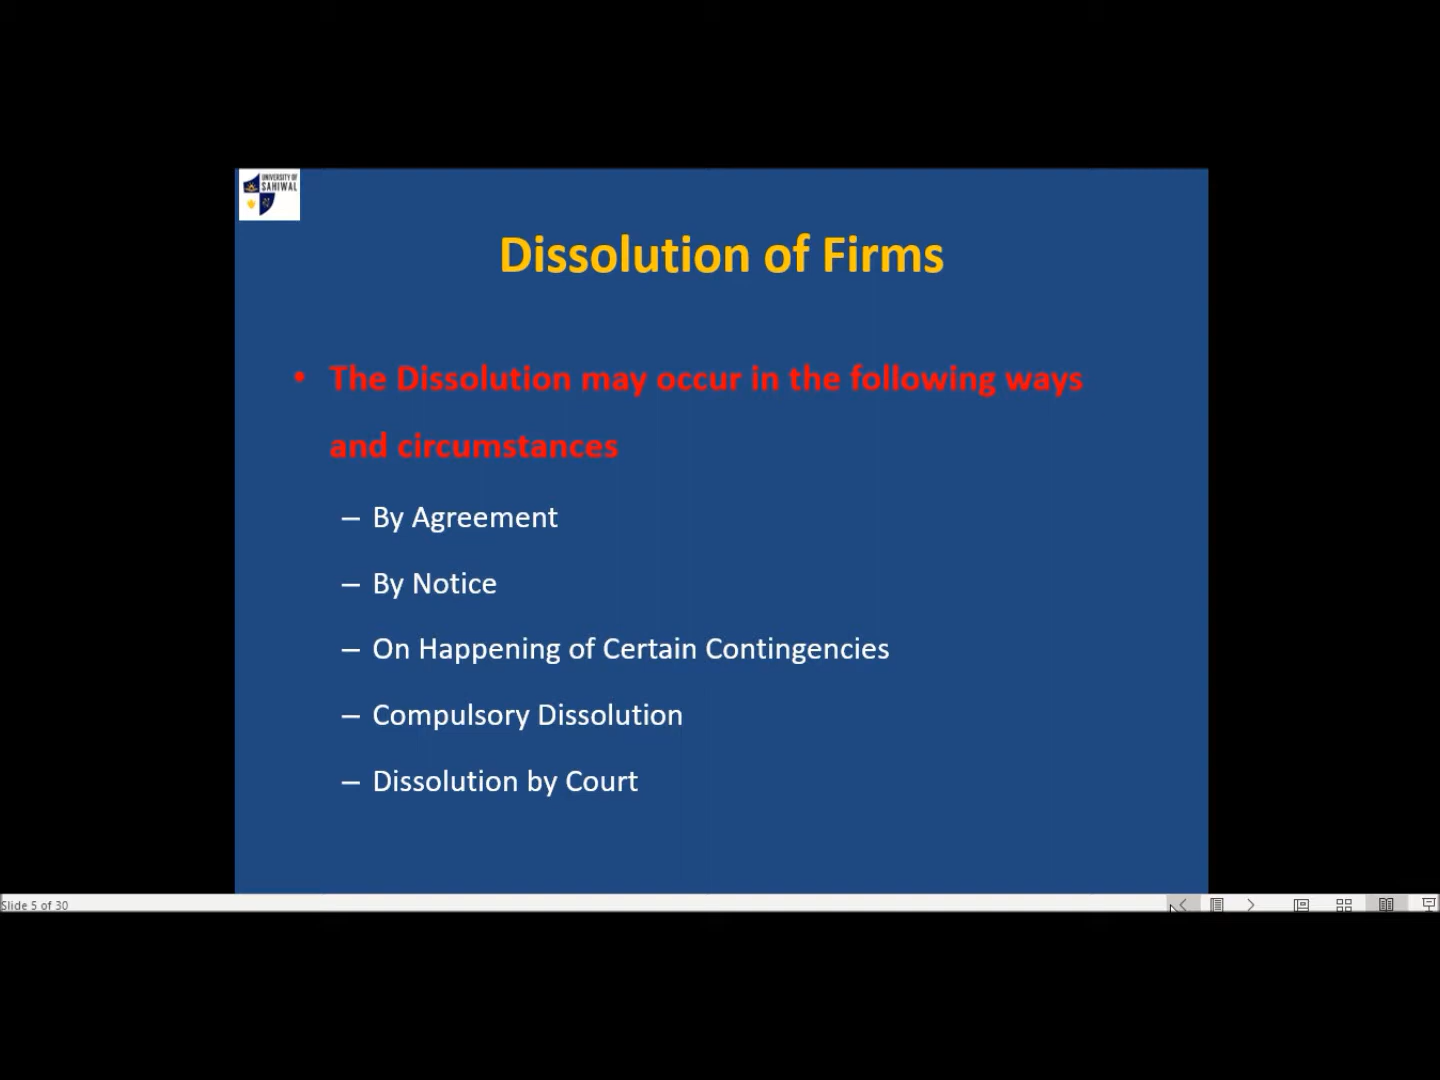 UNIVERSITY OF
SAHIWAL
Dissolution of Firms
• The Dissolution may occur in the following ways
and circumstances
– By Agreement
– By Notice
– On Happening of Certain Contingencies
– Compulsory Dissolution
– Dissolution by Court
Slide 5 of 30